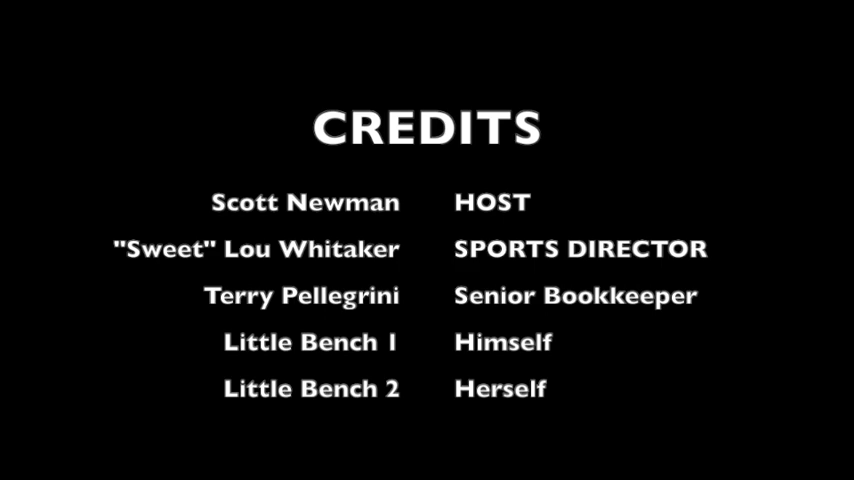 CREDITS
Scott Newman HOST
"Sweet" Lou Whitaker SPORTS DIRECTOR
Terry Pellegrini Senior Bookkeeper
Little Bench 1 Himself
Little Bench 2 Herself